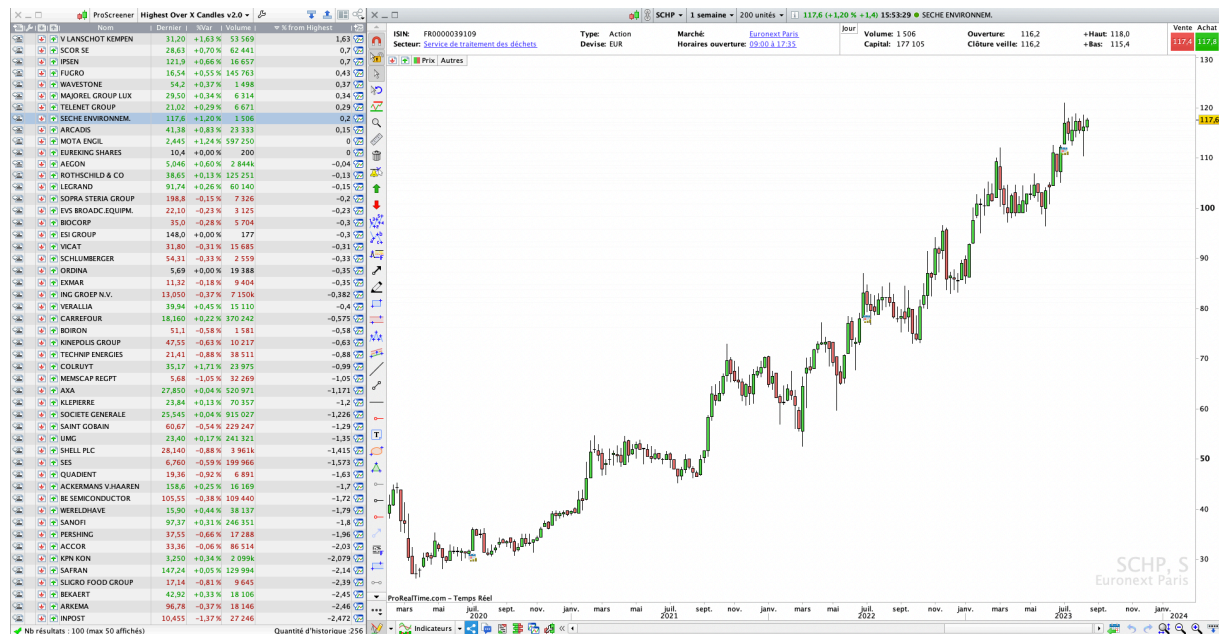 ProScreener Highest Over X Candles v2.0
Nom Dernier Variation Volume % from Highest
V LANSCHOT KEMPEN 31,20 +1,63 % 53 569 1,63
SCOR SE 28,63 +0,70 % 62 441 0,7
IPSEN 121,9 +0,66 % 16 657 0,7
FUGRO 16,54 +0,55 % 145 763 0,43
WAVESTONE 54,2 +0,37 % 1 498 0,37
MAJOREL GROUP LUX 29,50 +0,34 % 6 314 0,34
TELENET GROUP 21,02 +0,29 % 6 671 0,29
SECHE ENVIRONNEM. 117,6 +1,20 % 1 506 0,2
ARCADIS 41,38 +0,83 % 23 333 0,15
MOTA ENGIL 2,445 +1,24 % 597 250 0
EUREKING SHARES 10,4 +0,00 % 200 0
AEGON 5,046 +0,60 % 2 844k −0,04
ROTHSCHILD & CO 38,65 +0,13 % 125 251 −0,13
LEGRAND 91,74 +0,26 % 60 140 −0,15
SOPRA STERIA GROUP 198,8 −0,15 % 7 326 −0,2
EVS BROADC.EQUIPM. 22,10 −0,23 % 3 125 −0,23
BIOCORP 35,0 −0,28 % 5 704 −0,3
ESI GROUP 148,0 +0,00 % 177 −0,3
VICAT 31,80 −0,31 % 15 685 −0,31
SCHLUMBERGER 54,31 −0,33 % 2 559 −0,33
ORDINA 5,69 +0,00 % 19 388 −0,35
EXMAR 11,32 −0,18 % 9 404 −0,35
ING GROEP N.V. 13,050 −0,37 % 7 150k −0,382
VERALLIA 39,94 +0,45 % 15 110 −0,4
CARREFOUR 18,160 +0,22 % 370 242 −0,575
BOIRON 51,1 −0,58 % 1 581 −0,58
KINEPOLIS GROUP 47,55 −0,63 % 10 217 −0,63
TECHNIP ENERGIES 21,41 −0,88 % 38 511 −0,88
COLRUYT 35,17 +1,71 % 23 975 −0,99
MEMSCAP REGPT 5,68 −1,05 % 32 269 −1,05
AXA 27,850 +0,04 % 520 971 −1,171
KLEPIERRE 23,84 +0,13 % 70 357 −1,2
SOCIETE GENERALE 25,545 +0,04 % 915 027 −1,226
SAINT GOBAIN 60,67 −0,54 % 229 247 −1,29
UMG 23,40 +0,17 % 241 321 −1,35
SHELL PLC 28,140 −0,88 % 3 961k −1,415
SES 6,760 −0,59 % 199 966 −1,573
QUADIENT 19,36 −0,92 % 6 891 −1,63
ACKERMANS V.HAAREN 158,6 +0,25 % 16 169 −1,7
BE SEMICONDUCTOR 105,55 −0,38 % 109 440 −1,72
WERELDHAVE 15,90 +0,44 % 38 137 −1,79
SANOFI 97,37 +0,31 % 246 351 −1,8
PERSHING 37,55 −0,66 % 17 288 −1,96
ACCOR 33,36 −0,06 % 86 514 −2,03
KPN KON 3,250 +0,34 % 2 099k −2,079
SAFRAN 147,24 +0,05 % 129 994 −2,14
SLIGRO FOOD GROUP 17,14 −0,81 % 9 645 −2,39
BEKAERT 42,92 +0,33 % 18 106 −2,45
ARKEMA 96,78 −0,37 % 18 146 −2,46
INPOST 10,455 −1,37 % 27 246 −2,472
Nb résultats : 100 (max 50 affichés) Quantité d'historique :256
SCHP 1 semaine 200 unités 117,6 (+1,20 % +1,4) 15:53:29 SECHE ENVIRONNEM.
ISIN: FR0000039109 Type: Action Marché: Euronext Paris
Secteur: Service de traitement des déchets Devise: EUR Horaires ouverture: 09:00 à 17:35
Jour Volume: 1 506 Ouverture: 116,2 +Haut: 118,0
Capital: 177 105 Clôture veille: 116,2 +Bas: 115,4
Vente Achat
117,4 117,8
Prix Autres
130
120
117,6
110
100
90
80
70
60
50
40
30
SCHP, S
Euronext Paris
ProRealTime.com – Temps Réel
mars mai juil. sept. nov. janv. mars mai juil. sept. nov. janv. mars mai juil. sept. nov. janv. mars mai juil. sept. nov. janv.
2020 2021 2022 2023 2024
Indicateurs